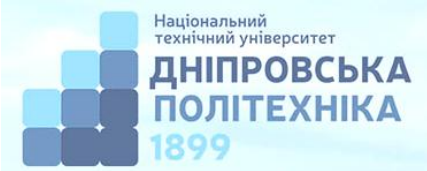 Національний
технічний університет
ДНІПРОВСЬКА
ПОЛІТЕХНІКА
1899